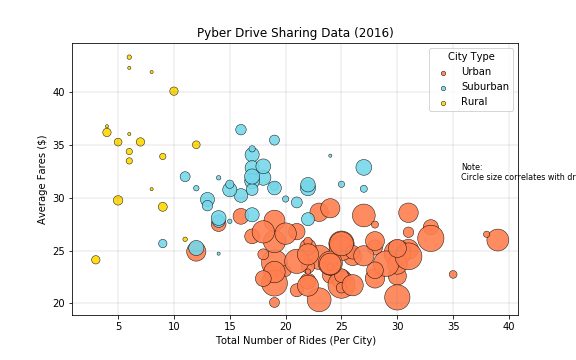 Pyber Drive Sharing Data (2016)
City Type
Urban
Suburban
Rural
Note:
Circle size correlates with dr
Average Fares ($)
40
35
30
25
20
5
10
15
20
25
30
35
40
Total Number of Rides (Per City)